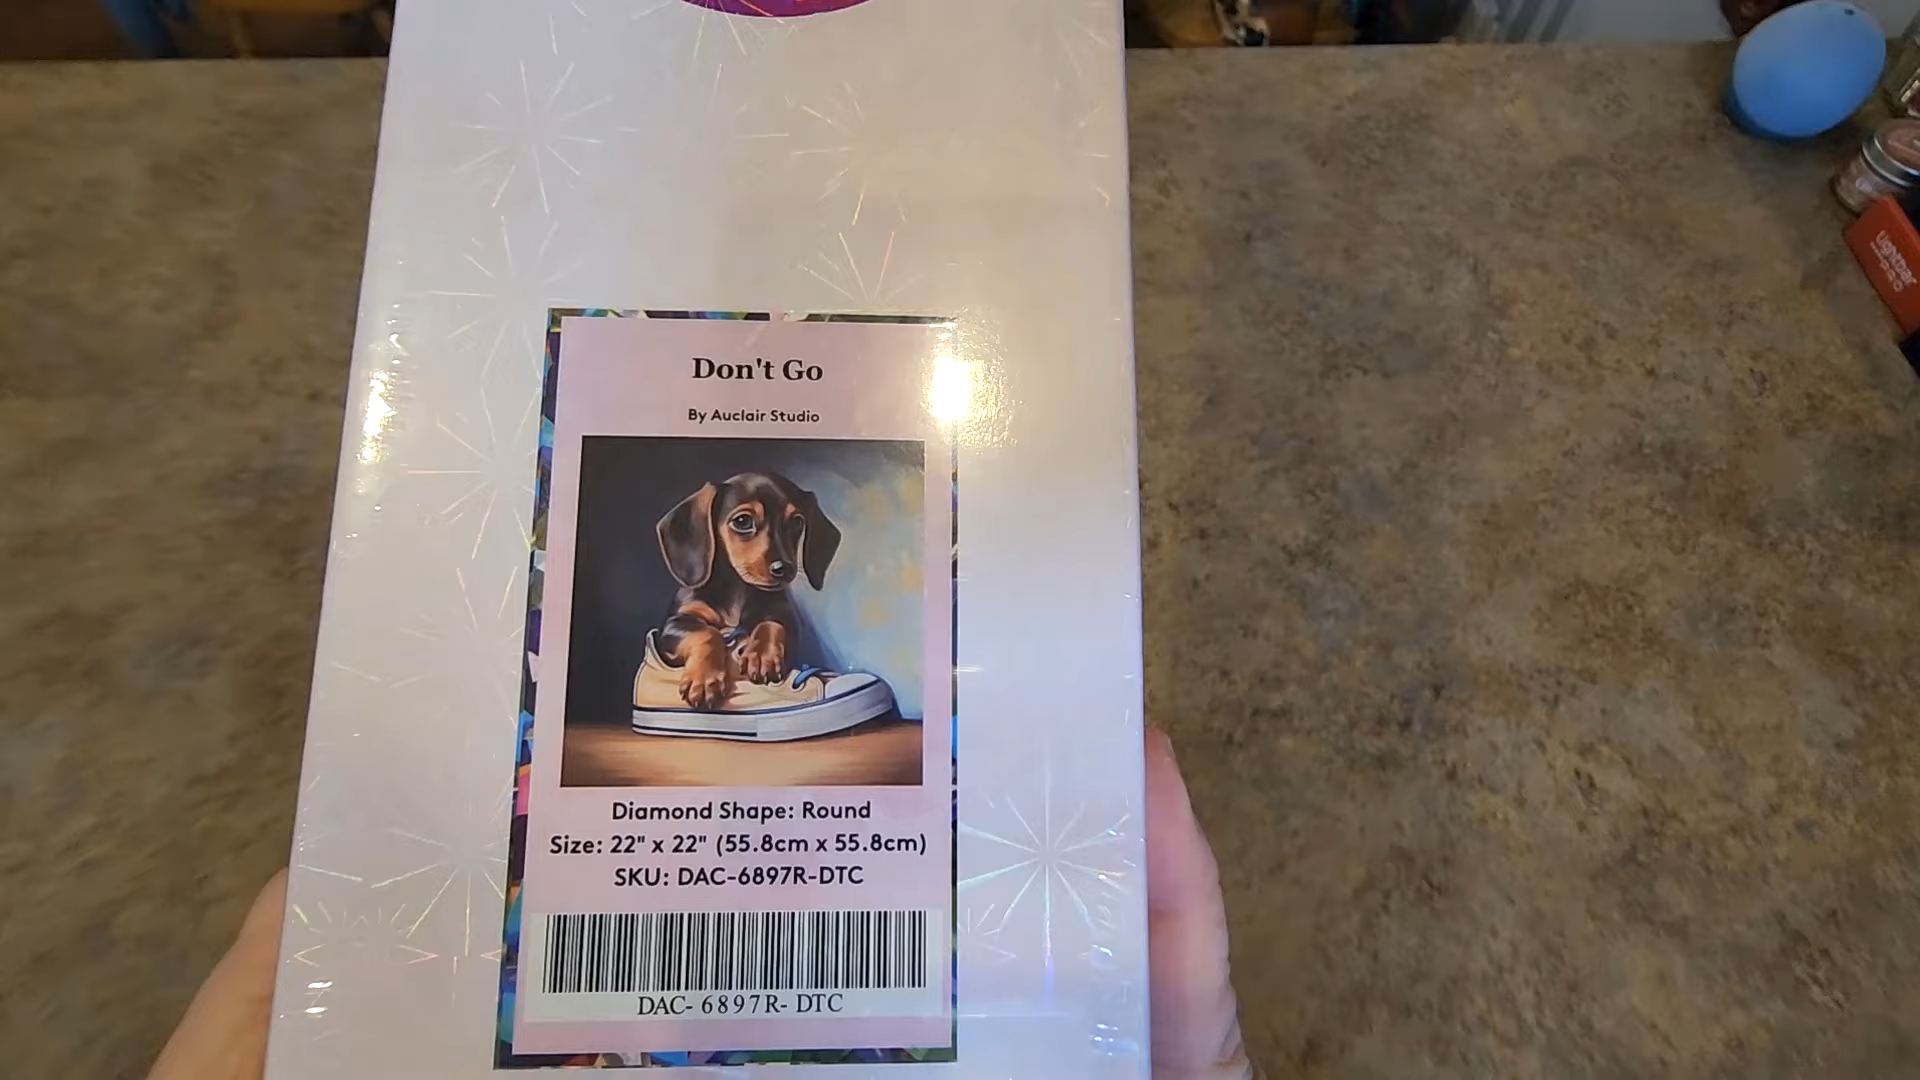 Don't Go
By Auclair Studio
Diamond Shape: Round
Size: 22" x 22" (55.8cm x 55.8cm)
SKU: DAC-6897R-DTC
DAC- 6897R- DTC
Lightbar